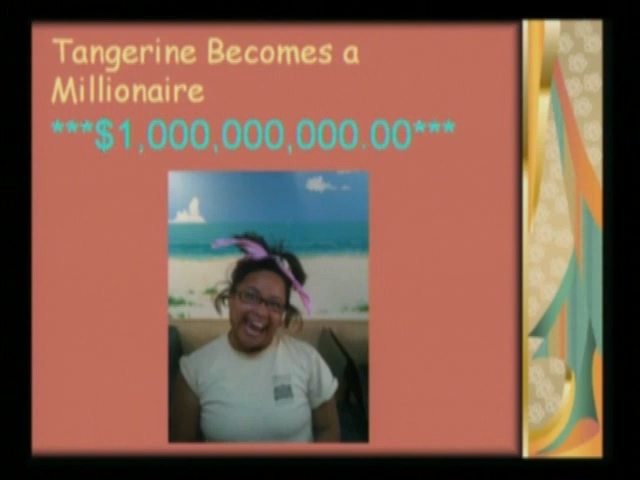 Tangerine Becomes a
Millionaire
***$1,000,000,000.00***